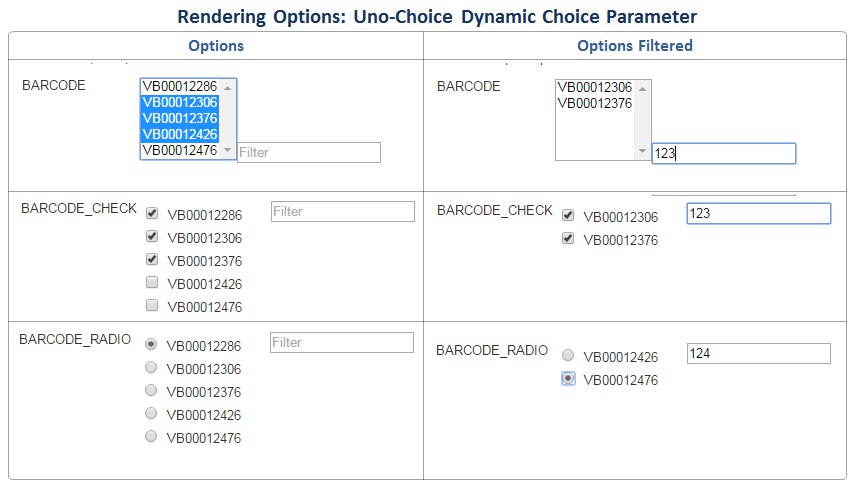 Rendering Options: Uno-Choice Dynamic Choice Parameter
Options
Options Filtered
BARCODE
VB00012286
VB00012306
VB00012376
VB00012426
VB00012476
Filter
BARCODE
VB00012306
VB00012376
123
BARCODE_CHECK
VB00012286
VB00012306
VB00012376
VB00012426
VB00012476
Filter
BARCODE_CHECK
VB00012306
VB00012376
123
BARCODE_RADIO
VB00012286
VB00012306
VB00012376
VB00012426
VB00012476
Filter
BARCODE_RADIO
VB00012426
VB00012476
124